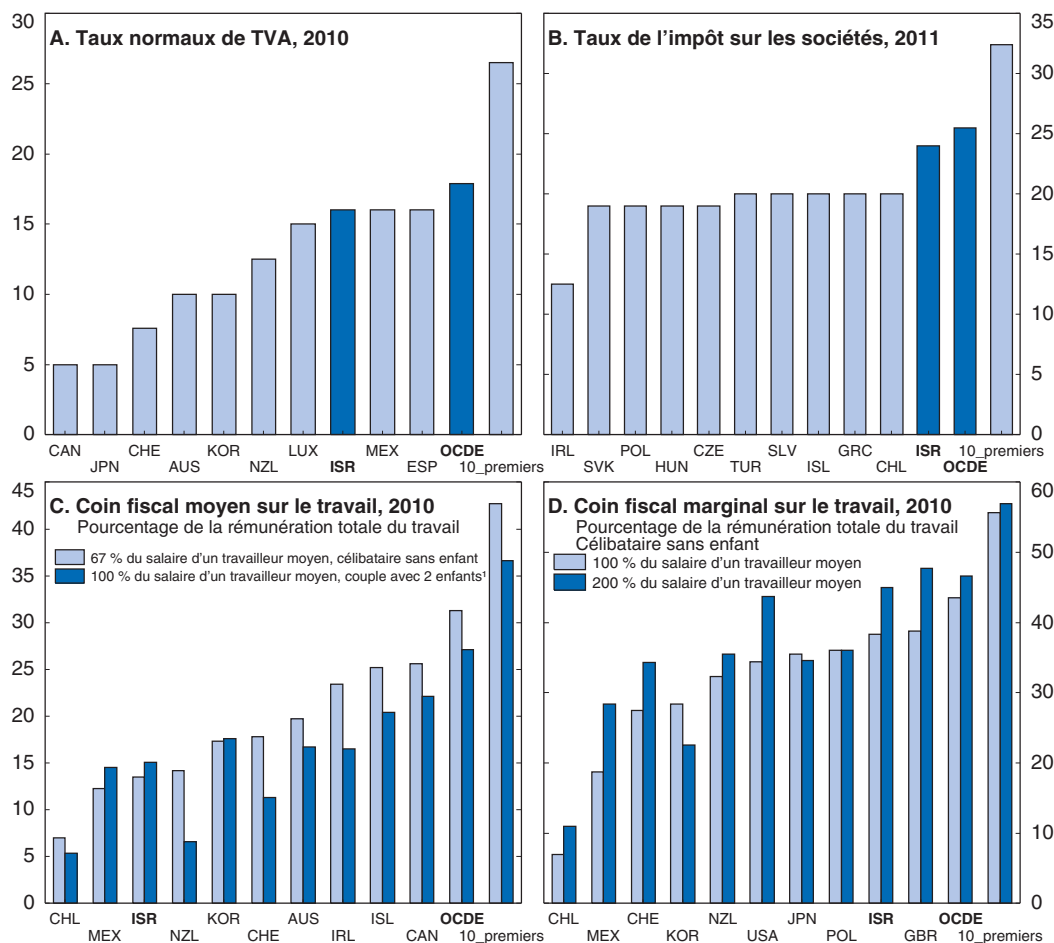 A. Taux normaux de TVA, 2010
30
25
20
15
10
5
0
CAN CHE KOR LUX MEX OCDE
JPN AUS NZL ISR ESP 10_premiers
B. Taux de l'impôt sur les sociétés, 2011
35
30
25
20
15
10
5
0
IRL POL CZE SLV GRC ISR 10_premiers
SVK HUN TUR ISL CHL OCDE
C. Coin fiscal moyen sur le travail, 2010
Pourcentage de la rémunération totale du travail
67 % du salaire d'un travailleur moyen, célibataire sans enfant
100 % du salaire d'un travailleur moyen, couple avec 2 enfants¹
45
40
35
30
25
20
15
10
5
0
CHL ISR KOR AUS ISL OCDE
MEX NZL CHE IRL CAN 10_premiers
D. Coin fiscal marginal sur le travail, 2010
Pourcentage de la rémunération totale du travail
Célibataire sans enfant
100 % du salaire d'un travailleur moyen
200 % du salaire d'un travailleur moyen
60
50
40
30
20
10
0
CHL CHE NZL JPN ISR OCDE
MEX KOR USA POL GBR 10_premiers